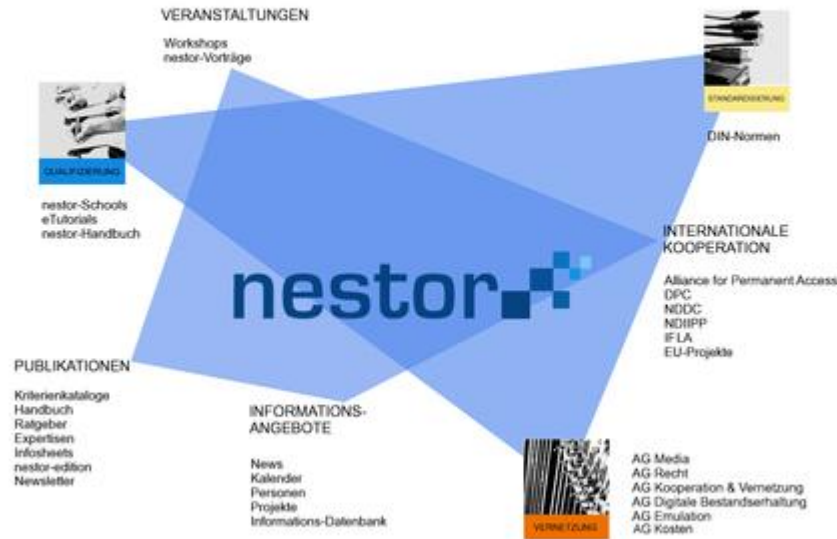 VERANSTALTUNGEN
Workshops
nestor-Vorträge
STANDARDISIERUNG
DIN-Normen
QUALIFIZIERUNG
nestor-Schools
eTutorials
nestor-Handbuch
INTERNATIONALE
KOOPERATION
Alliance for Permanent Access
DPC
NDDC
NDIIPP
IFLA
EU-Projekte
nestor
PUBLIKATIONEN
Kriterienkataloge
Handbuch
Ratgeber
Expertisen
Infosheets
nestor-edition
Newsletter
INFORMATIONS-
ANGEBOTE
News
Kalender
Personen
Projekte
Informations-Datenbank
VERNETZUNG
AG Media
AG Recht
AG Kooperation & Vernetzung
AG Digitale Bestandserhaltung
AG Emulation
AG Kosten